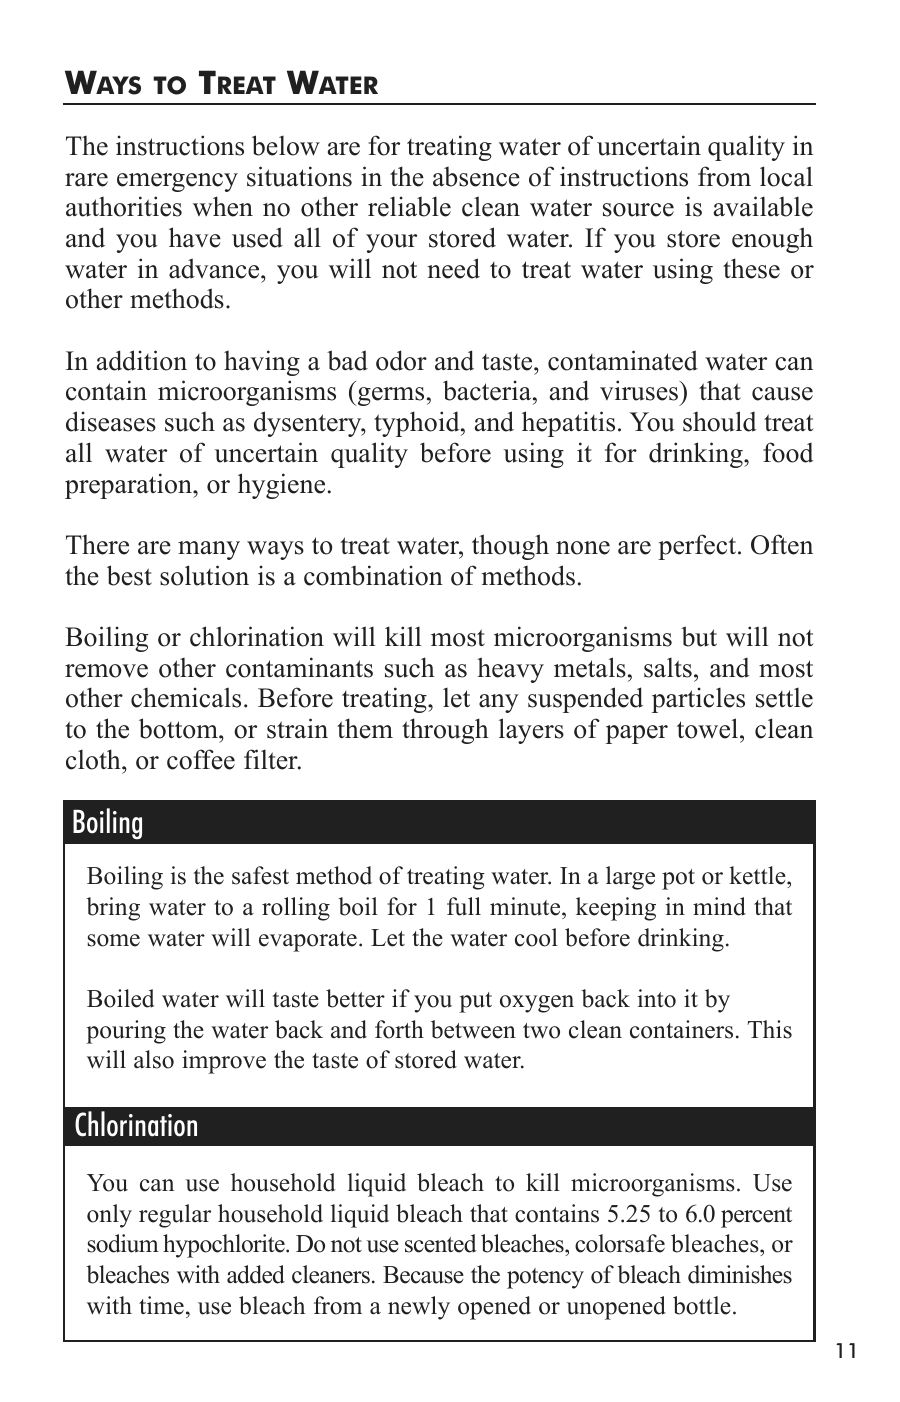 WAYS TO TREAT WATER
The instructions below are for treating water of uncertain quality in
rare emergency situations in the absence of instructions from local
authorities when no other reliable clean water source is available
and you have used all of your stored water. If you store enough
water in advance, you will not need to treat water using these or
other methods.
In addition to having a bad odor and taste, contaminated water can
contain microorganisms (germs, bacteria, and viruses) that cause
diseases such as dysentery, typhoid, and hepatitis. You should treat
all water of uncertain quality before using it for drinking, food
preparation, or hygiene.
There are many ways to treat water, though none are perfect. Often
the best solution is a combination of methods.
Boiling or chlorination will kill most microorganisms but will not
remove other contaminants such as heavy metals, salts, and most
other chemicals. Before treating, let any suspended particles settle
to the bottom, or strain them through layers of paper towel, clean
cloth, or coffee filter.
Boiling
Boiling is the safest method of treating water. In a large pot or kettle,
bring water to a rolling boil for 1 full minute, keeping in mind that
some water will evaporate. Let the water cool before drinking.
Boiled water will taste better if you put oxygen back into it by
pouring the water back and forth between two clean containers. This
will also improve the taste of stored water.
Chlorination
You can use household liquid bleach to kill microorganisms. Use
only regular household liquid bleach that contains 5.25 to 6.0 percent
sodium hypochlorite. Do not use scented bleaches, colorsafe bleaches, or
bleaches with added cleaners. Because the potency of bleach diminishes
with time, use bleach from a newly opened or unopened bottle.
11